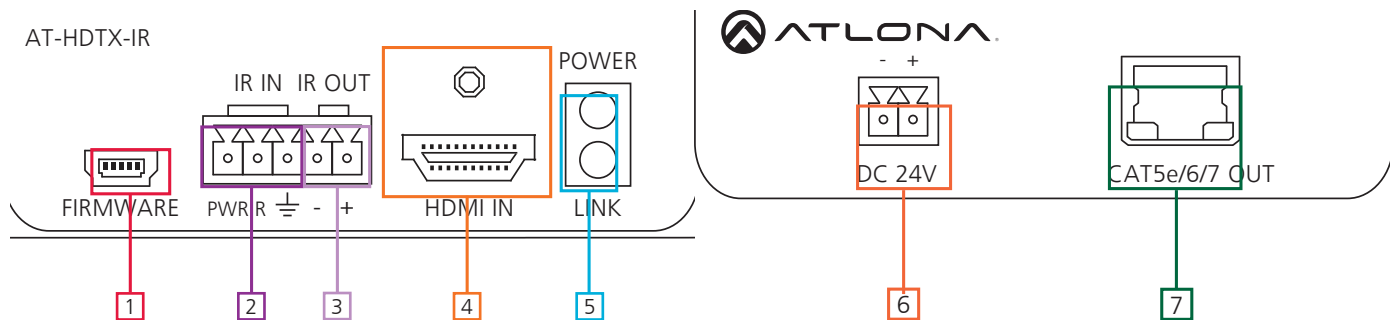 AT-HDTX-IR
IR IN IR OUT
POWER
FIRMWARE
PWR IR - +
HDMI IN
LINK
1 2 3 4 5
ATLONA.
- +
DC 24V
CAT5e/6/7 OUT
6 7